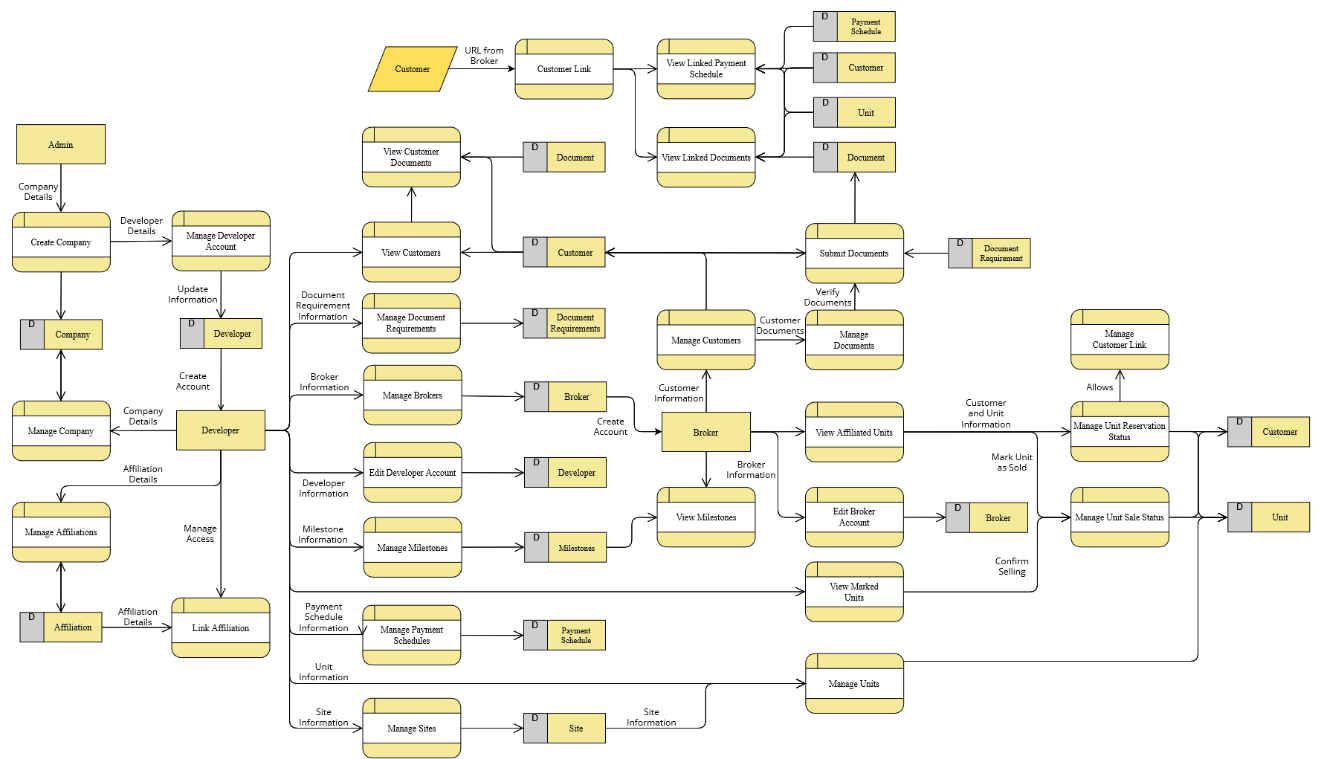 D
Payment
Schedule
URL from
Broker
Customer
Customer Link
View Linked Payment
Schedule
D
Customer
D
Unit
Admin
View Customer
Documents
D
Document
View Linked Documents
D
Document
Company
Details
Developer
Details
Create Company
Manage Developer
Account
View Customers
D
Customer
Submit Documents
D
Document
Requirement
Update
Information
Document
Requirement
Information
Verify
Documents
D
Company
D
Developer
Manage Document
Requirements
D
Document
Requirements
Manage Customers
Customer
Documents
Manage
Documents
Manage
Customer Link
Create
Account
Broker
Information
Manage Brokers
D
Broker
Customer
Information
Allows
Company
Details
Create
Account
Customer
and Unit
Information
Manage Company
Developer
Broker
View Affiliated Units
Manage Unit Reservation
Status
D
Customer
Affiliation
Details
Developer
Information
Edit Developer Account
D
Developer
Broker
Information
Mark Unit
as Sold
Manage Affiliations
Manage
Access
Milestone
Information
Manage Milestones
D
Milestones
View Milestones
Edit Broker
Account
D
Broker
Manage Unit Sale Status
D
Unit
Confirm
Selling
View Marked
Units
D
Affiliation
Affiliation
Details
Link Affiliation
Payment
Schedule
Information
Manage Payment
Schedules
D
Payment
Schedule
Unit
Information
Manage Units
Site
Information
Manage Sites
D
Site
Site
Information